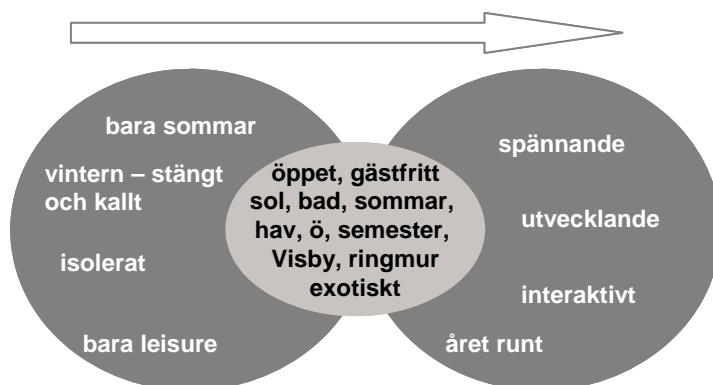 bara sommar
vintern – stängt
och kallt
isolerat
bara leisure
öppet, gästfritt
sol, bad, sommar,
hav, ö, semester,
Visby, ringmur
exotiskt
spännande
utvecklande
interaktivt
året runt